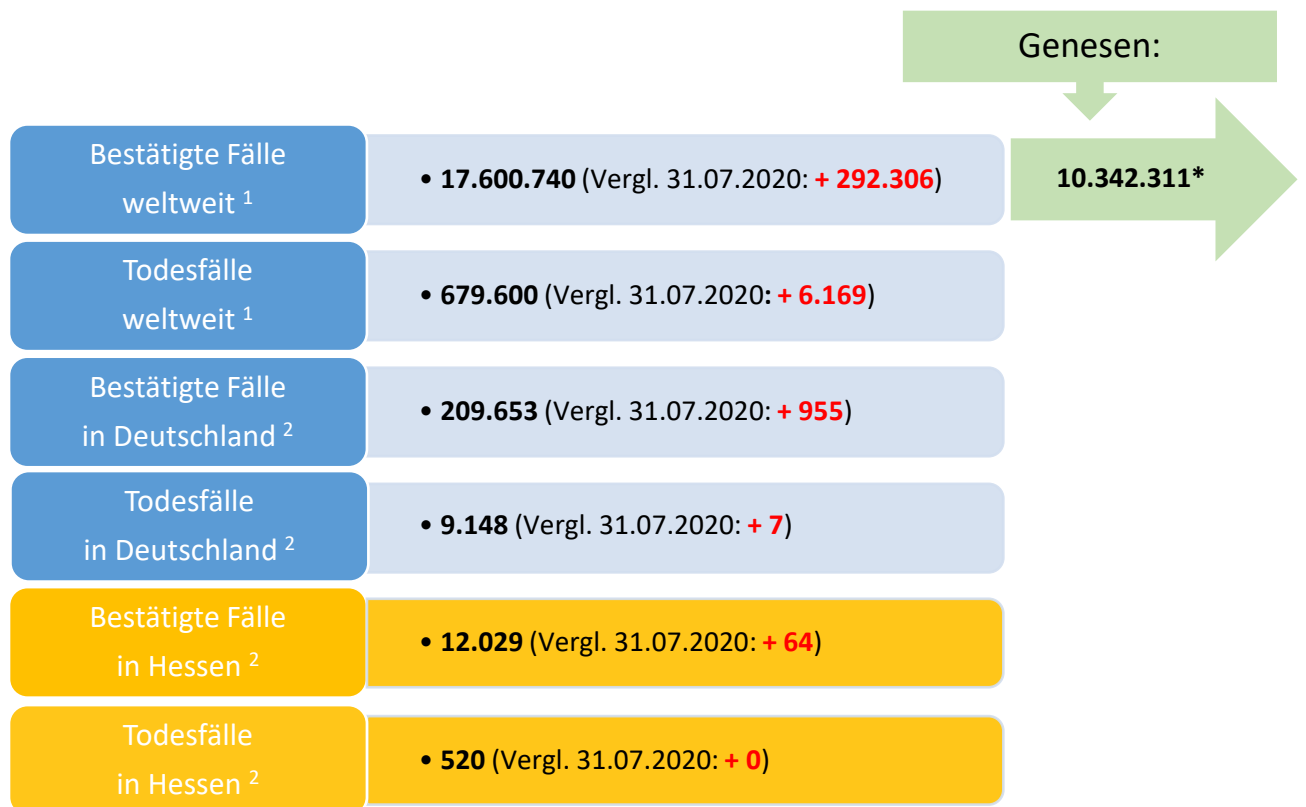 Genesen:
Bestätigte Fälle
weltweit ¹
• 17.600.740 (Vergl. 31.07.2020: + 292.306)
10.342.311*
Todesfälle
weltweit ¹
• 679.600 (Vergl. 31.07.2020: + 6.169)
Bestätigte Fälle
in Deutschland ²
• 209.653 (Vergl. 31.07.2020: + 955)
Todesfälle
in Deutschland ²
• 9.148 (Vergl. 31.07.2020: + 7)
Bestätigte Fälle
in Hessen ²
• 12.029 (Vergl. 31.07.2020: + 64)
Todesfälle
in Hessen ²
• 520 (Vergl. 31.07.2020: + 0)